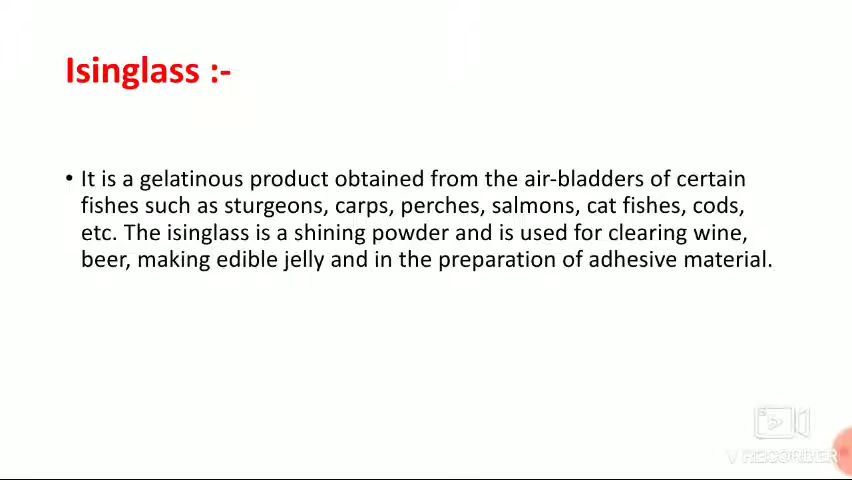 Isinglass :-
• It is a gelatinous product obtained from the air-bladders of certain
fishes such as sturgeons, carps, perches, salmons, cat fishes, cods,
etc. The isinglass is a shining powder and is used for clearing wine,
beer, making edible jelly and in the preparation of adhesive material.
V RECORDER